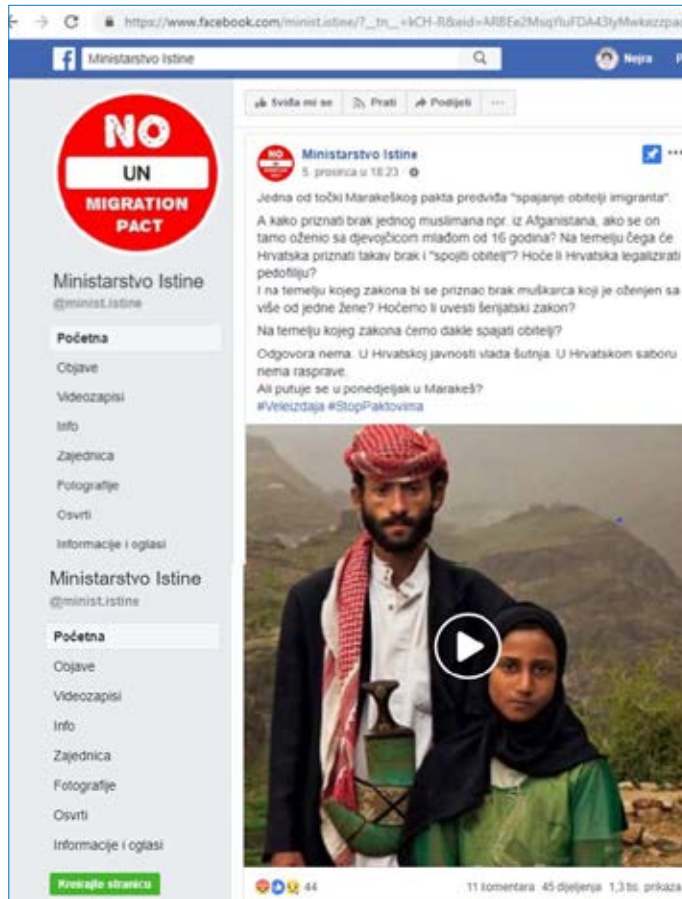 https://www.facebook.com/minist.istine/?__tn__
Ministarstvo Istine
Nejra
NO
UN
MIGRATION
PACT
Ministarstvo Istine
@minist.istine
Početna
Objave
Videozapisi
Info
Zajednica
Fotografije
Osvrti
Informacije i oglasi
Ministarstvo Istine
@minist.istine
Početna
Objave
Videozapisi
Info
Zajednica
Fotografije
Osvrti
Informacije i oglasi
Kreirajte stranicu
Sviđa mi se Prati Podijeli ...
NO
UN
Ministarstvo Istine
5. prosinca u 18:23
Jedna od točki Marakeškog pakta predviđa "spajanje obitelji imigranta".
A kako priznati brak jednog muslimana npr. iz Afganistana, ako se on
tamo oženio sa djevojčicom mlađom od 16 godina? Na temelju čega će
Hrvatska priznati takav brak i "spojiti obitelj"? Hoće li Hrvatska legalizirati
pedofiliju?
I na temelju kojeg zakona bi se priznao brak muškarca koji je oženjen sa
više od jedne žene? Hoćemo li uvesti šerijatski zakon?
Na temelju kojeg zakona ćemo dakle spajati obitelji?
Odgovora nema. U Hrvatskoj javnosti vlada šutnja. U Hrvatskom saboru
nema rasprave.
Ali putuje se u ponedjeljak u Marakeš?
#Veleizdaja #StopPaktovima
44
11 komentara 45 dijeljenja 1,3 tis. prikaza